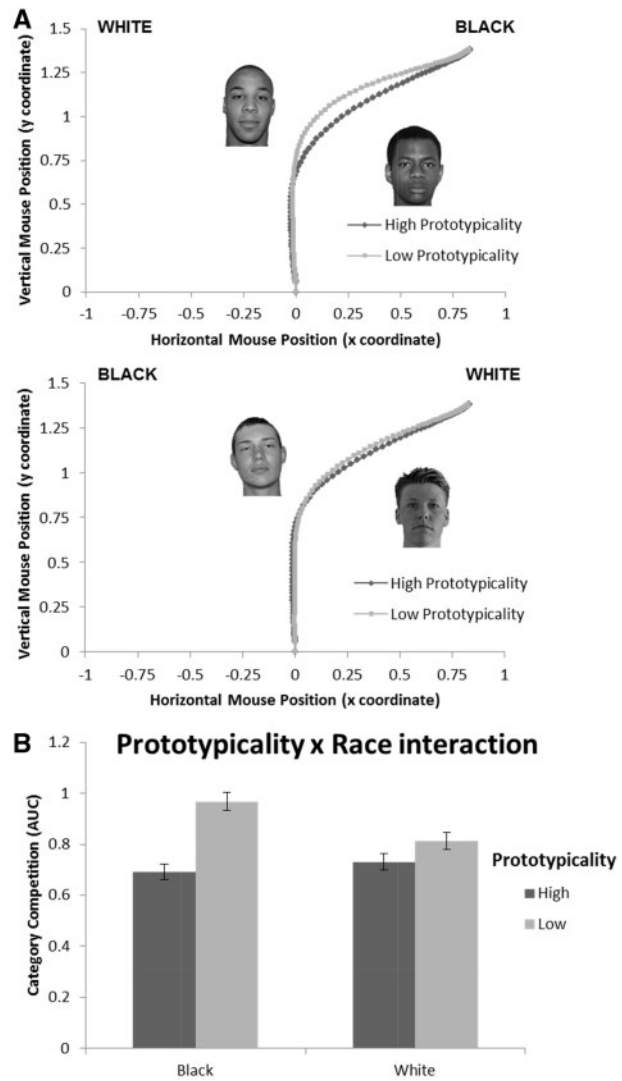 A
WHITE
BLACK
Vertical Mouse Position (y coordinate)
1.5
1.25
1
0.75
0.5
0.25
0
High Prototypicality
Low Prototypicality
-1 -0.75 -0.5 -0.25 0 0.25 0.5 0.75 1
Horizontal Mouse Position (x coordinate)
BLACK
WHITE
Vertical Mouse Position (y coordinate)
1.5
1.25
1
0.75
0.5
0.25
0
High Prototypicality
Low Prototypicality
-1 -0.75 -0.5 -0.25 0 0.25 0.5 0.75 1
Horizontal Mouse Position (x coordinate)
B
Prototypicality x Race interaction
Category Competition (AUC)
1.2
1
0.8
0.6
0.4
0.2
0
Prototypicality
High
Low
Black White